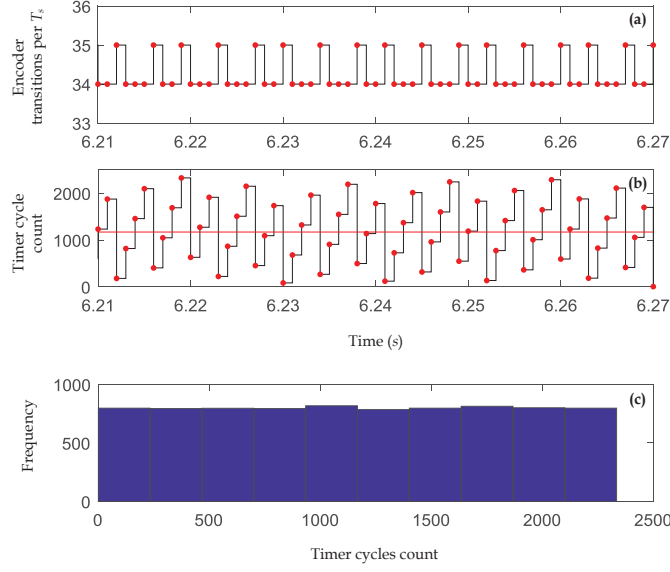 36
(a)
35
34
33
Encoder
transitions per Ts
6.21 6.22 6.23 6.24 6.25 6.26 6.27
(b)
2000
1000
0
Timer cycle
count
6.21 6.22 6.23 6.24 6.25 6.26 6.27
Time (s)
1000
(c)
500
0
Frequency
0 500 1000 1500 2000 2500
Timer cycles count